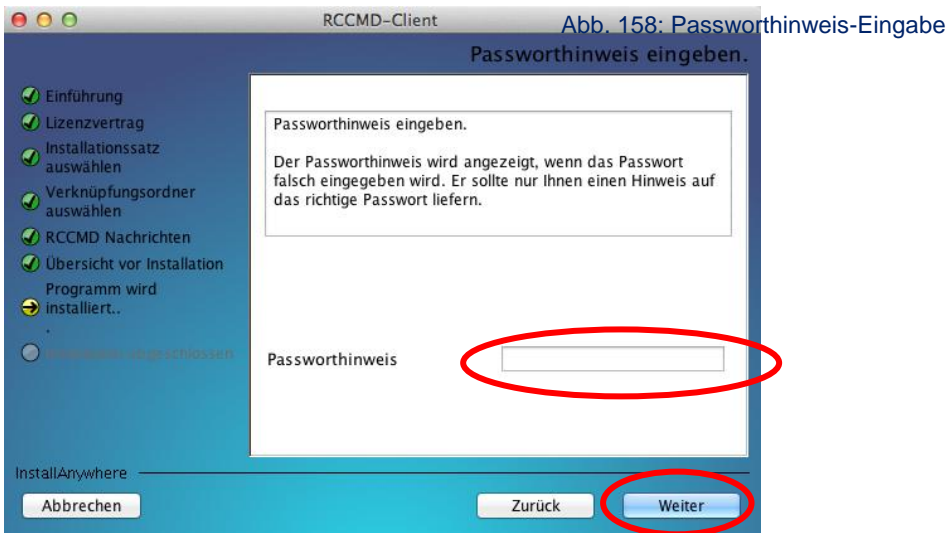 RCCMD-Client
Abb. 158: Passworthinweis-Eingabe
Passworthinweis eingeben.
Einführung
Lizenzvertrag
Installationssatz
auswählen
Verknüpfungsordner
auswählen
RCCMD Nachrichten
Übersicht vor Installation
Programm wird
installiert..
.
Installation abgeschlossen
Passworthinweis eingeben.
Der Passworthinweis wird angezeigt, wenn das Passwort
falsch eingegeben wird. Er sollte nur Ihnen einen Hinweis auf
das richtige Passwort liefern.
Passworthinweis
InstallAnywhere
Abbrechen
Zurück
Weiter